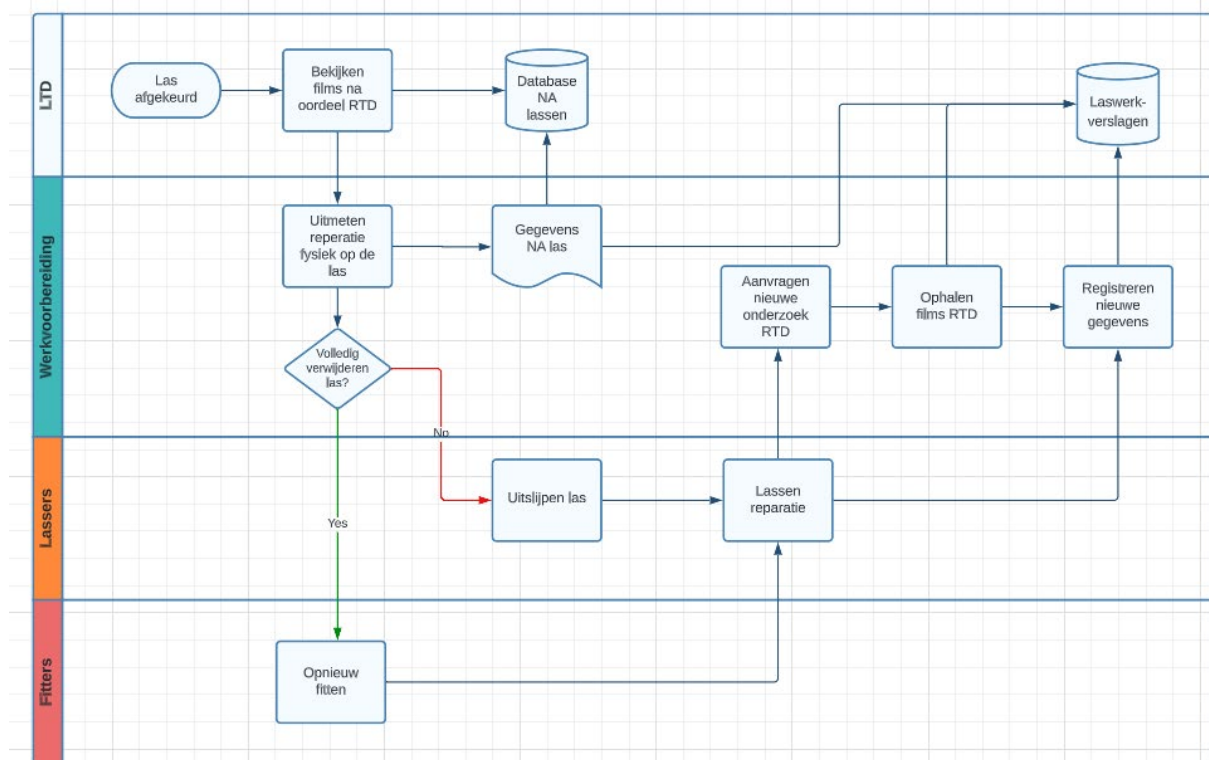 LTD
Las
afgekeurd
Bekijken
films na
oordeel RTD
Database
NA
lassen
Laswerk-
verslagen
Werkvoorbereiding
Uitmeten
reperatie
fysiek op de
las
Gegevens
NA las
Aanvragen
nieuwe
onderzoek
RTD
Ophalen
films RTD
Registreren
nieuwe
gegevens
Volledig
verwijderen
las?
No
Lassers
Uitslijpen las
Lassen
reparatie
Yes
Fitters
Opnieuw
fitten